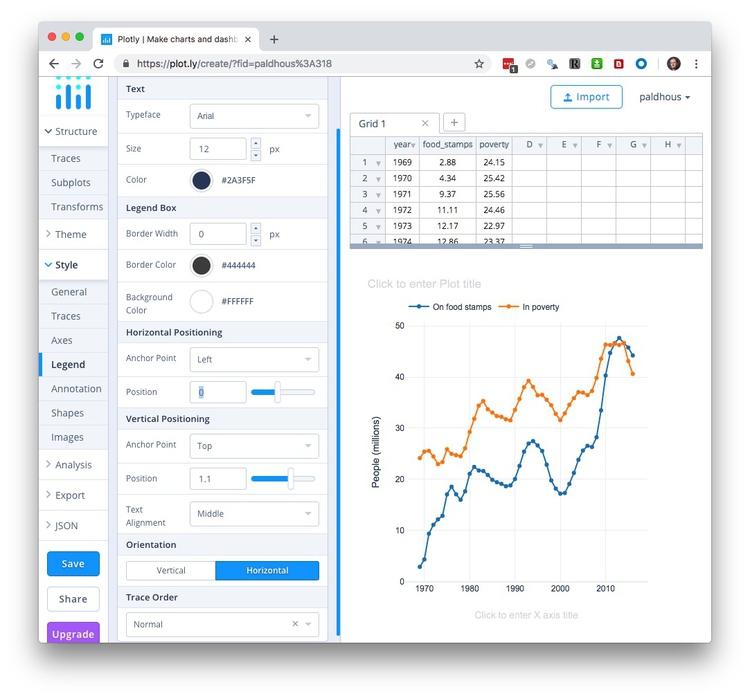 Plotly | Make charts and dashb
https://plot.ly/create/?fid=paldhous%3A318
1
Structure
Traces
Subplots
Transforms
Theme
Style
General
Traces
Axes
Legend
Annotation
Shapes
Images
Analysis
Export
JSON
Save
Share
Upgrade
Text
Typeface Arial
Size 12 px
Color #2A3F5F
Legend Box
Border Width 0 px
Border Color #444444
Background
Color
#FFFFFF
Horizontal Positioning
Anchor Point Left
Position 0
Vertical Positioning
Anchor Point Top
Position 1.1
Text
Alignment
Middle
Orientation
Vertical Horizontal
Trace Order
Normal
Import
paldhous
Grid 1
year food_stamps poverty D E F G H
1 1969 2.88 24.15
2 1970 4.34 25.42
3 1971 9.37 25.56
4 1972 11.11 24.46
5 1973 12.17 22.97
6 1974 12.86 23.37
Click to enter Plot title
On food stamps In poverty
People (millions)
50
40
30
20
10
0
1970 1980 1990 2000 2010
Click to enter X axis title